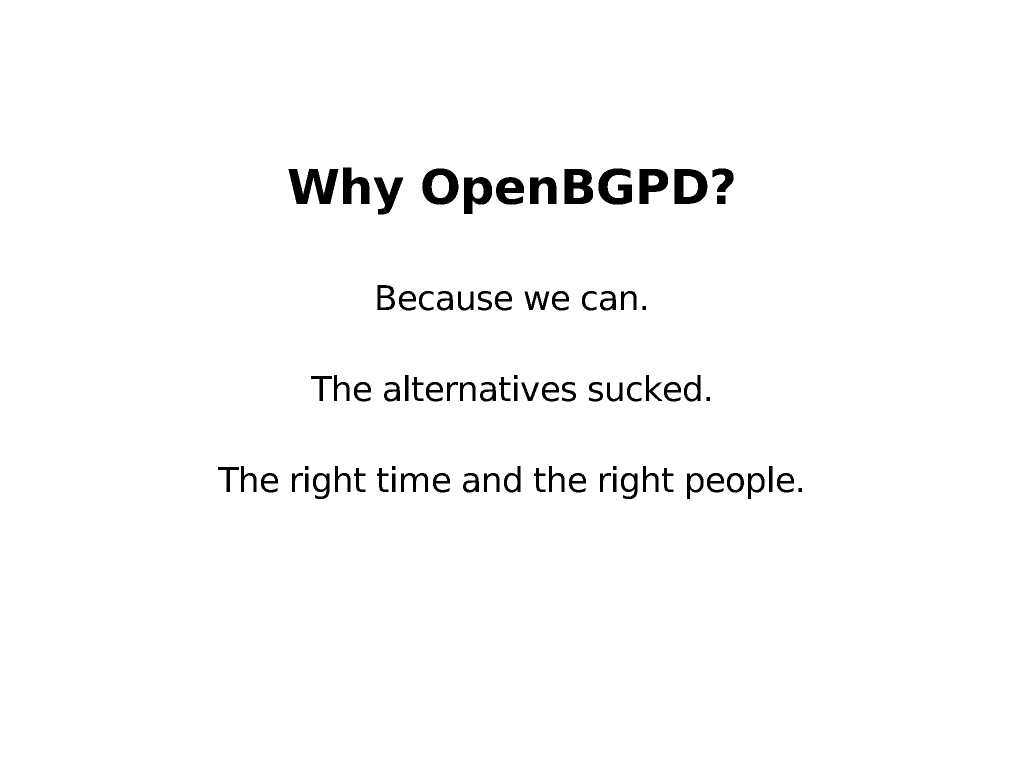 Why OpenBGPD?
Because we can.
The alternatives sucked.
The right time and the right people.